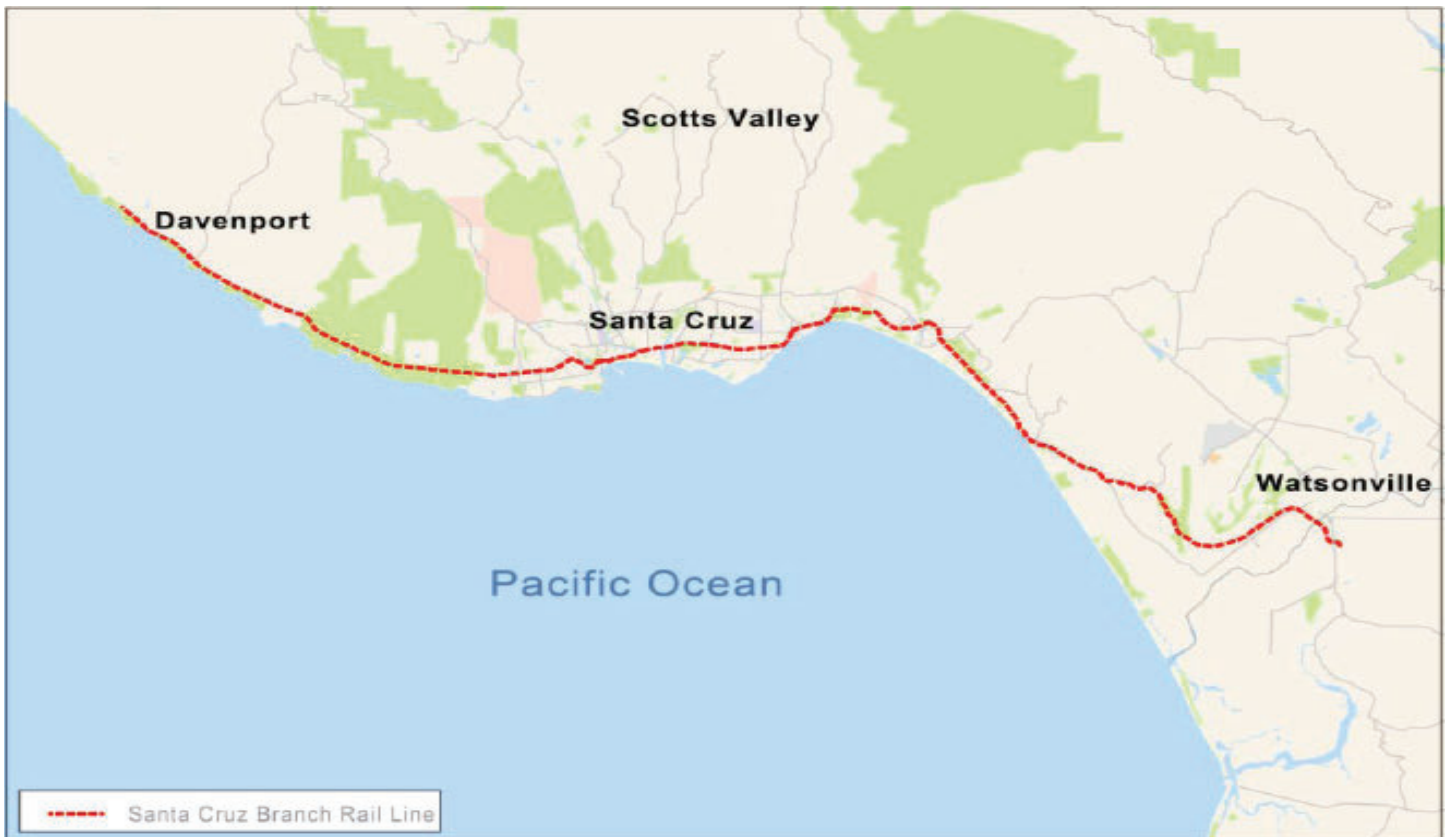 Scotts Valley
Davenport
Santa Cruz
Watsonville
Pacific Ocean
Santa Cruz Branch Rail Line